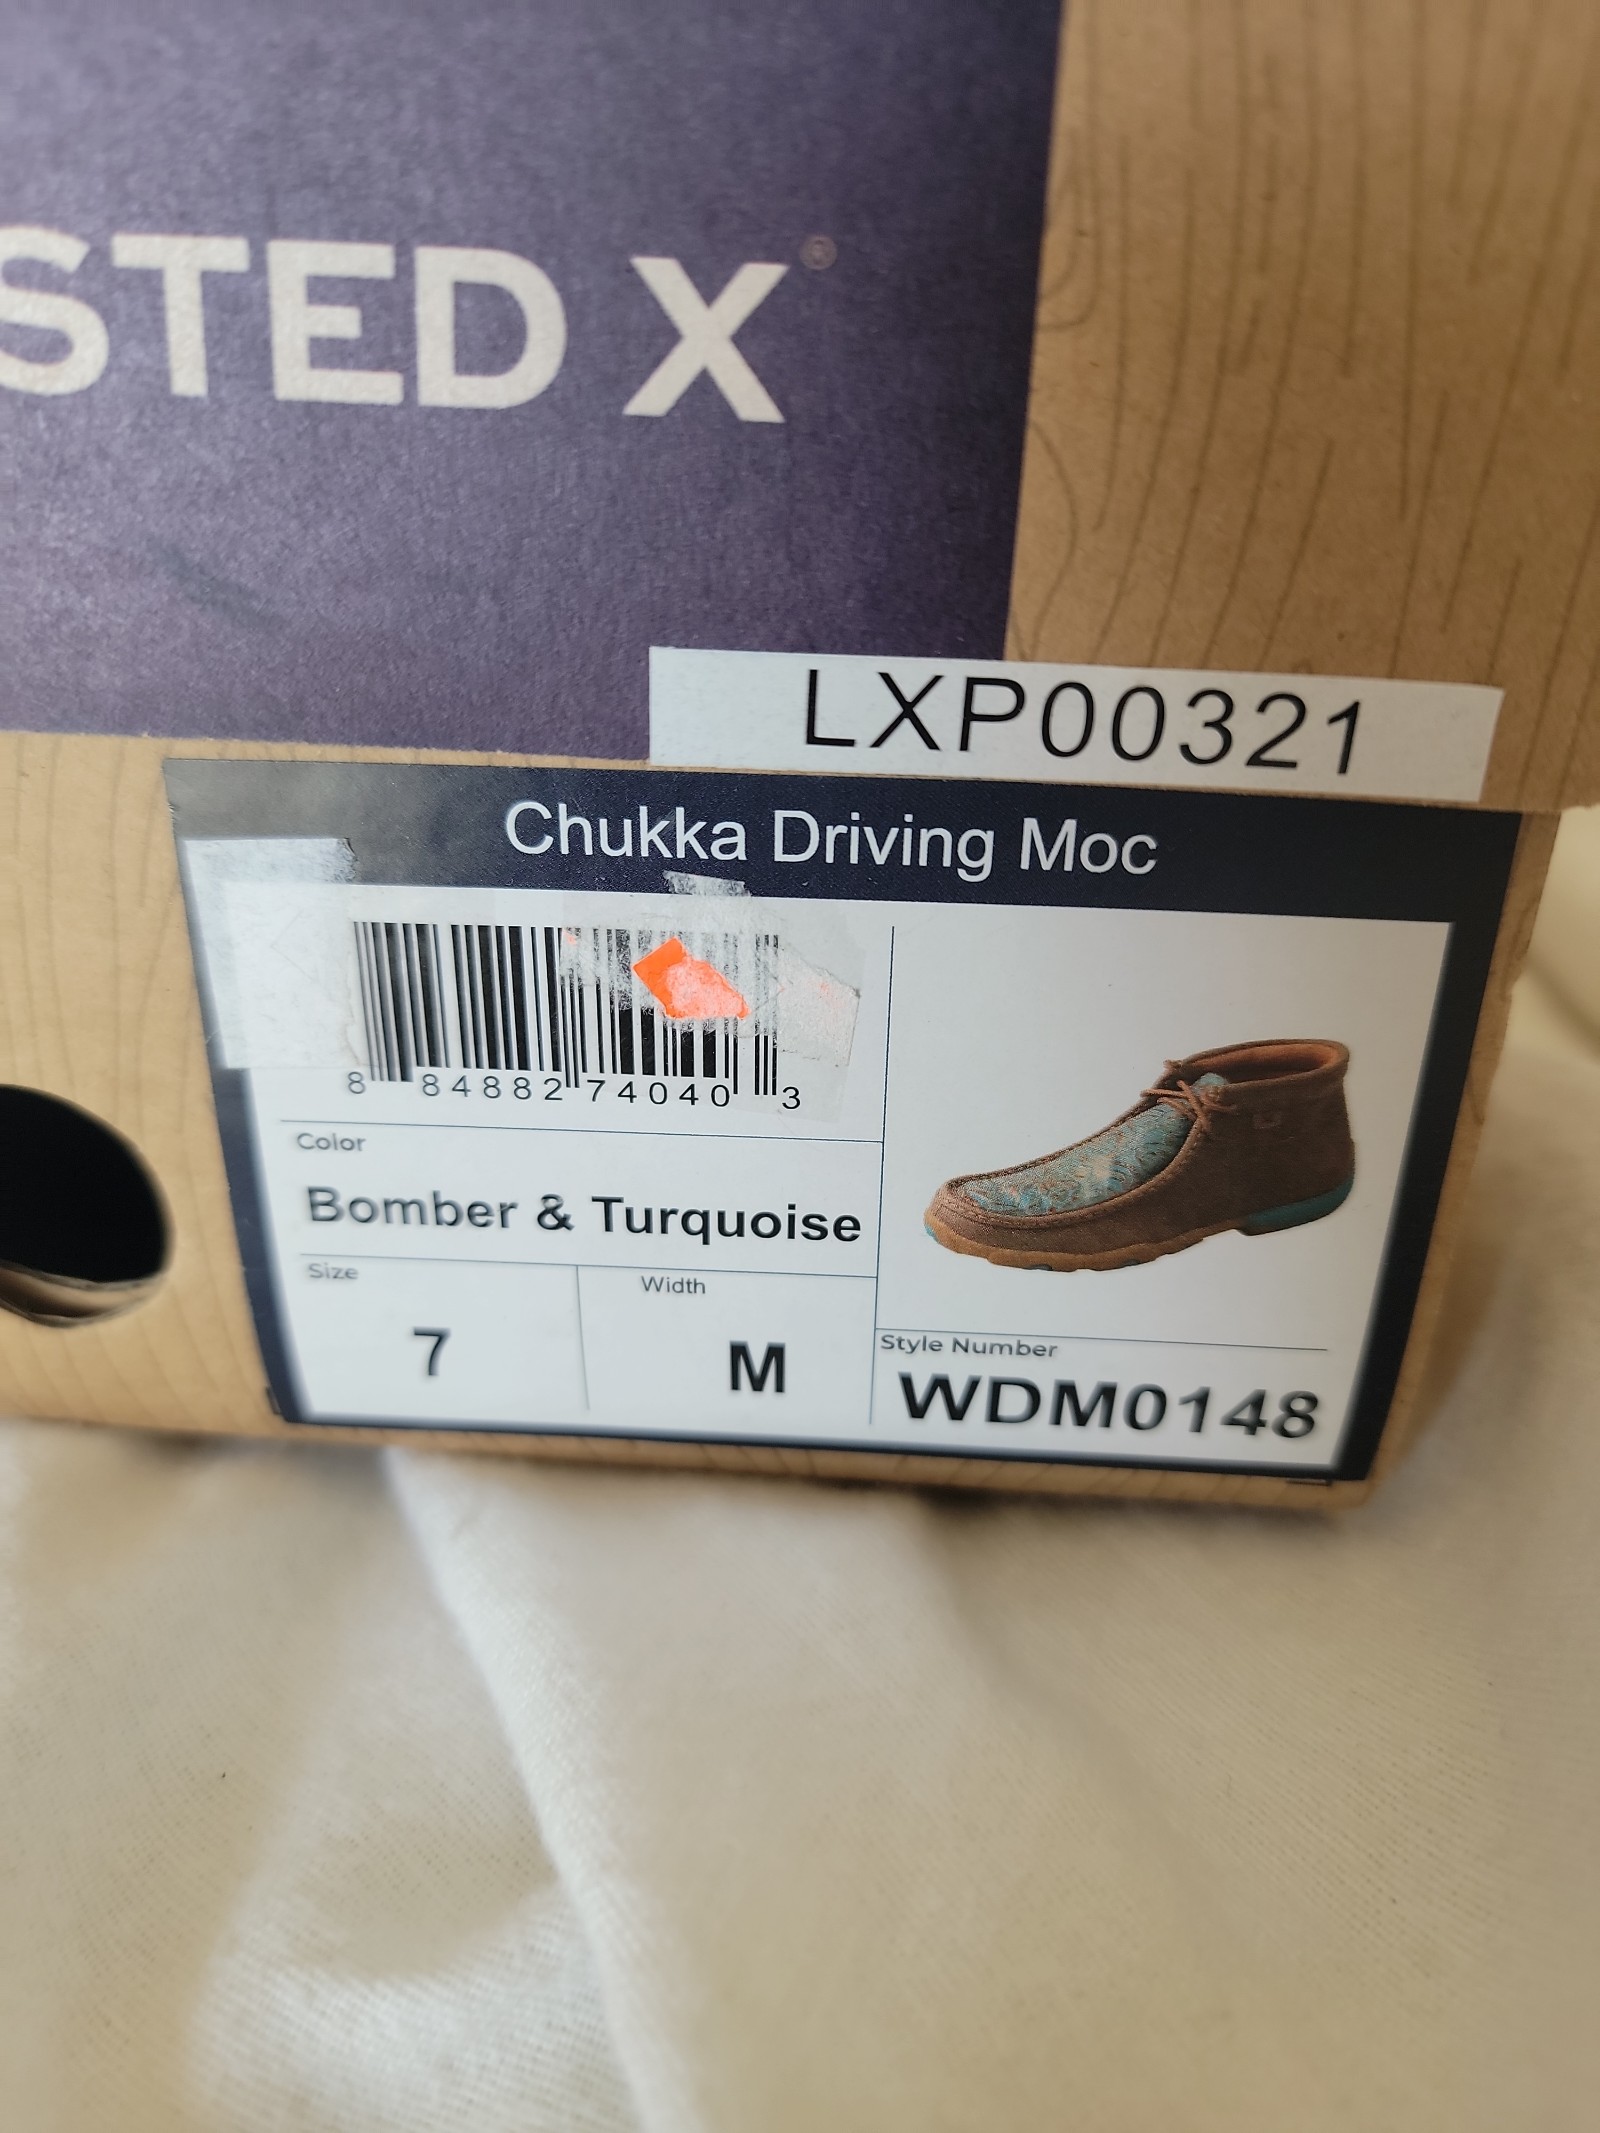 STED X®
LXP00321
Chukka Driving Moc
8 84882 74040 3
Color
Bomber & Turquoise
Size
Width
7
M
Style Number
WDM0148